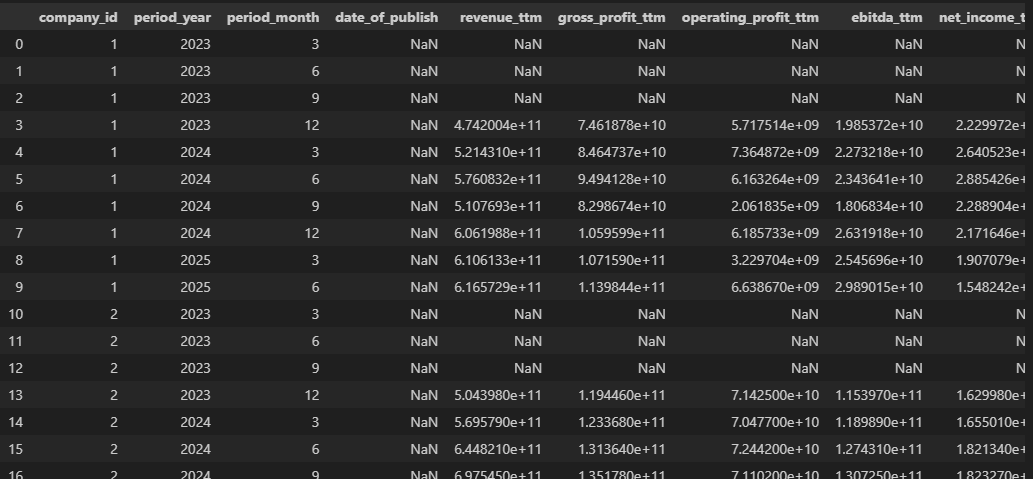 company_id period_year period_month date_of_publish revenue_ttm gross_profit_ttm operating_profit_ttm ebitda_ttm net_income_t
0 1 2023 3 NaN NaN NaN NaN NaN N
1 1 2023 6 NaN NaN NaN NaN NaN N
2 1 2023 9 NaN NaN NaN NaN NaN N
3 1 2023 12 NaN 4.742004e+11 7.461878e+10 5.717514e+09 1.985372e+10 2.229972e+
4 1 2024 3 NaN 5.214310e+11 8.464737e+10 7.364872e+09 2.273218e+10 2.640523e+
5 1 2024 6 NaN 5.760832e+11 9.494128e+10 6.163264e+09 2.343641e+10 2.885426e+
6 1 2024 9 NaN 5.107693e+11 8.298674e+10 2.061835e+09 1.806834e+10 2.288904e+
7 1 2024 12 NaN 6.061988e+11 1.059599e+11 6.185733e+09 2.631918e+10 2.171646e+
8 1 2025 3 NaN 6.106133e+11 1.071590e+11 3.229704e+09 2.545696e+10 1.907079e+
9 1 2025 6 NaN 6.165729e+11 1.139844e+11 6.638670e+09 2.989015e+10 1.548242e+
10 2 2023 3 NaN NaN NaN NaN NaN N
11 2 2023 6 NaN NaN NaN NaN NaN N
12 2 2023 9 NaN NaN NaN NaN NaN N
13 2 2023 12 NaN 5.043980e+11 1.194460e+11 7.142500e+10 1.153970e+11 1.629980e+
14 2 2024 3 NaN 5.695790e+11 1.233680e+11 7.047700e+10 1.189890e+11 1.655010e+
15 2 2024 6 NaN 6.448210e+11 1.313640e+11 7.244200e+10 1.274310e+11 1.821340e+
16 2 2024 9 NaN 6.975450e+11 1.351780e+11 7.110200e+10 1.307250e+11 1.823270e+